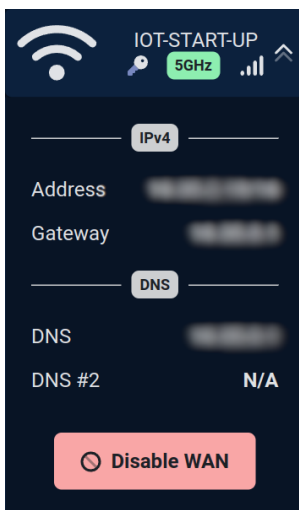 IOT-START-UP
5GHz
IPv4
Address
Gateway
DNS
DNS
DNS #2 N/A
Disable WAN